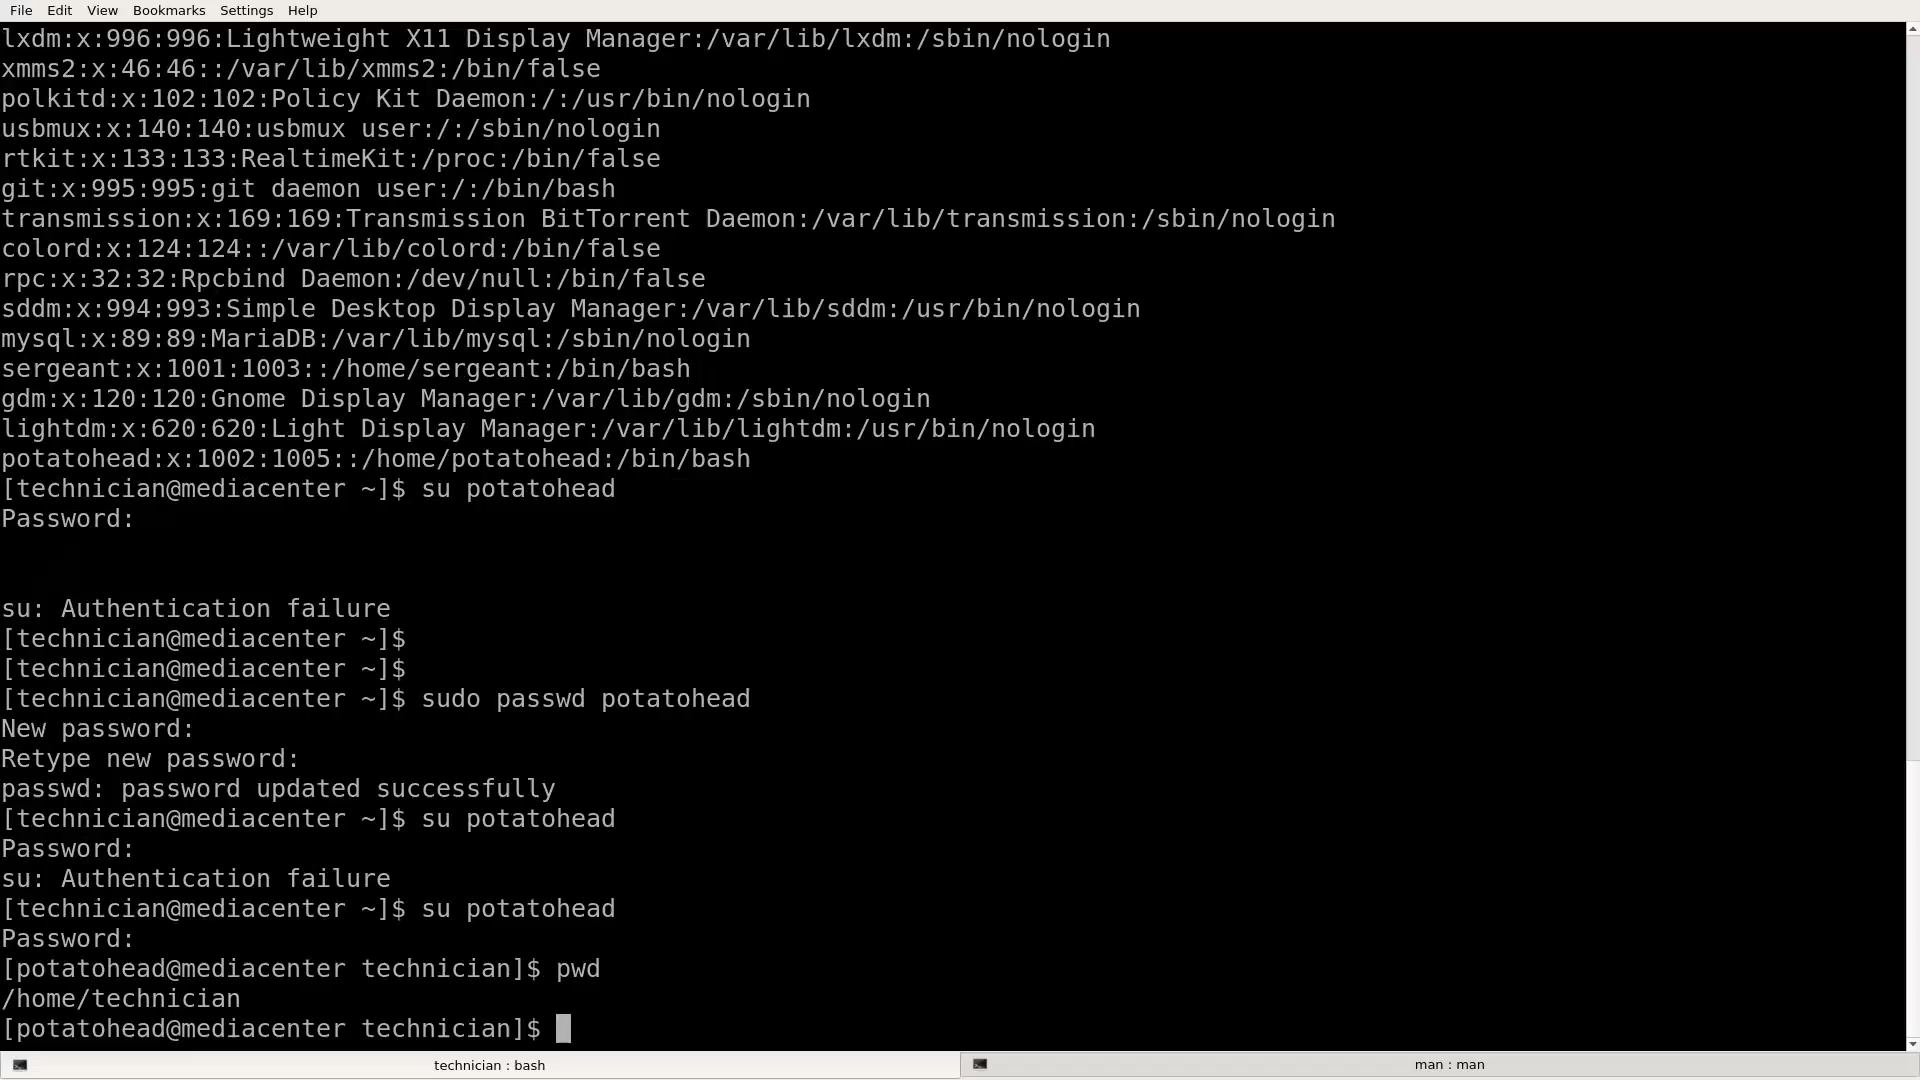 File Edit View Bookmarks Settings Help
lxdm:x:996:996:Lightweight X11 Display Manager:/var/lib/lxdm:/sbin/nologin
xmms2:x:46:46::/var/lib/xmms2:/bin/false
polkitd:x:102:102:Policy Kit Daemon:/:/usr/bin/nologin
usbmux:x:140:140:usbmux user:/:/sbin/nologin
rtkit:x:133:133:RealtimeKit:/proc:/bin/false
git:x:995:995:git daemon user:/:/bin/bash
transmission:x:169:169:Transmission BitTorrent Daemon:/var/lib/transmission:/sbin/nologin
colord:x:124:124::/var/lib/colord:/bin/false
rpc:x:32:32:Rpcbind Daemon:/dev/null:/bin/false
sddm:x:994:993:Simple Desktop Display Manager:/var/lib/sddm:/usr/bin/nologin
mysql:x:89:89:MariaDB:/var/lib/mysql:/sbin/nologin
sergeant:x:1001:1003::/home/sergeant:/bin/bash
gdm:x:120:120:Gnome Display Manager:/var/lib/gdm:/sbin/nologin
lightdm:x:620:620:Light Display Manager:/var/lib/lightdm:/usr/bin/nologin
potatohead:x:1002:1005::/home/potatohead:/bin/bash
[technician@mediacenter ~]$ su potatohead
Password:
su: Authentication failure
[technician@mediacenter ~]$
[technician@mediacenter ~]$
[technician@mediacenter ~]$ sudo passwd potatohead
New password:
Retype new password:
passwd: password updated successfully
[technician@mediacenter ~]$ su potatohead
Password:
su: Authentication failure
[technician@mediacenter ~]$ su potatohead
Password:
[potatohead@mediacenter technician]$ pwd
/home/technician
[potatohead@mediacenter technician]$
technician : bash
man : man